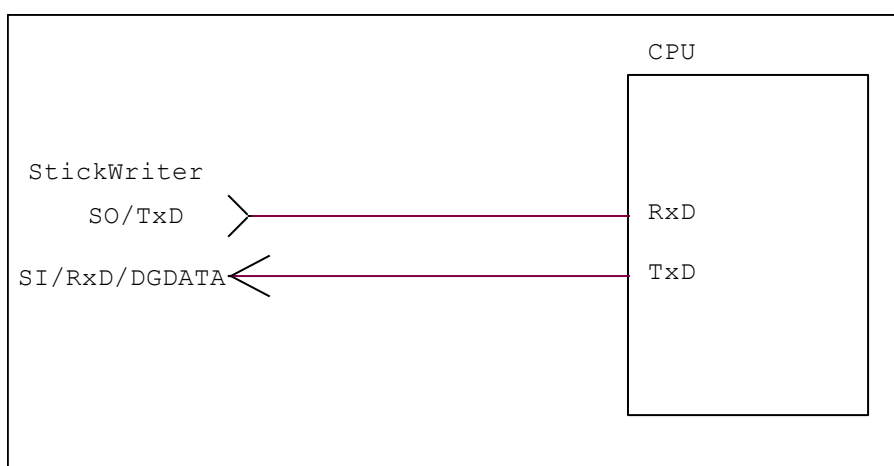 CPU
StickWriter
SO/TxD
RxD
SI/RxD/DGDATA
TxD